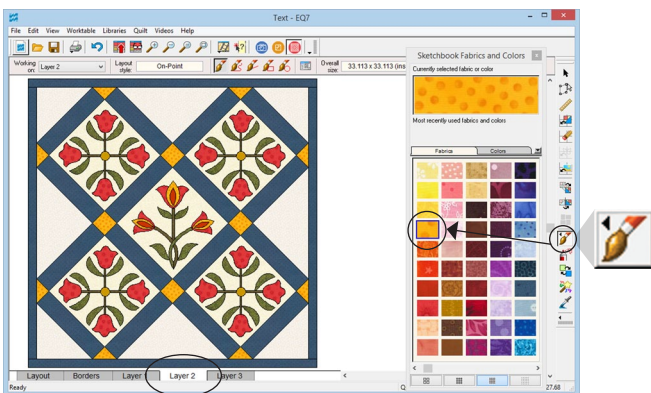 Text - EQ7
File Edit View Worktable Libraries Quilt Videos Help
Working on: Layer 2 Layout style: On-Point Overall size: 33.113 x 33.113 (ins
Sketchbook Fabrics and Colors
Currently selected fabric or color
Most recently used fabrics and colors
Fabrics Colors
Layout Borders Layer 1 Layer 2 Layer 3
Ready
27.68